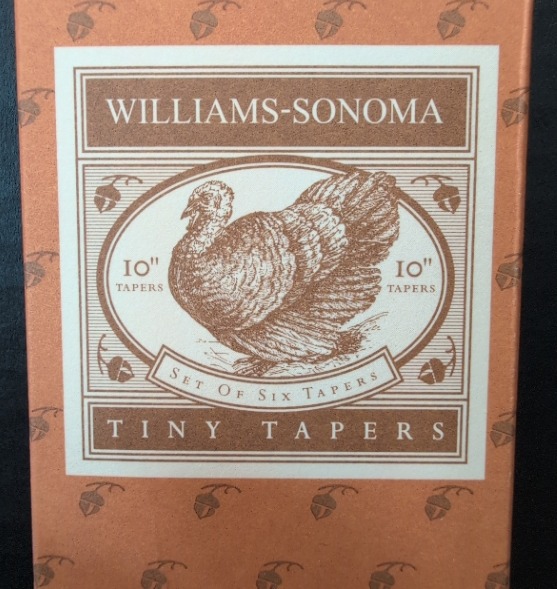 WILLIAMS-SONOMA
10" TAPERS
10" TAPERS
SET OF SIX TAPERS
TINY TAPERS